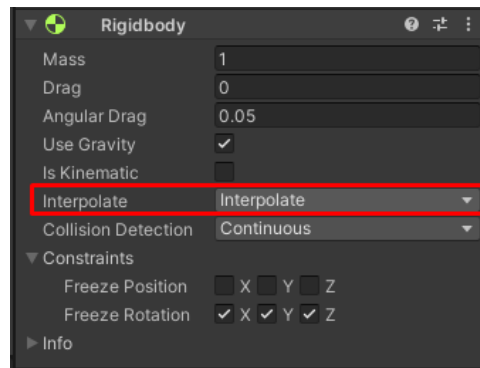 Rigidbody
Mass 1
Drag 0
Angular Drag 0.05
Use Gravity
Is Kinematic
Interpolate Interpolate
Collision Detection Continuous
Constraints
Freeze Position X Y Z
Freeze Rotation X Y Z
Info